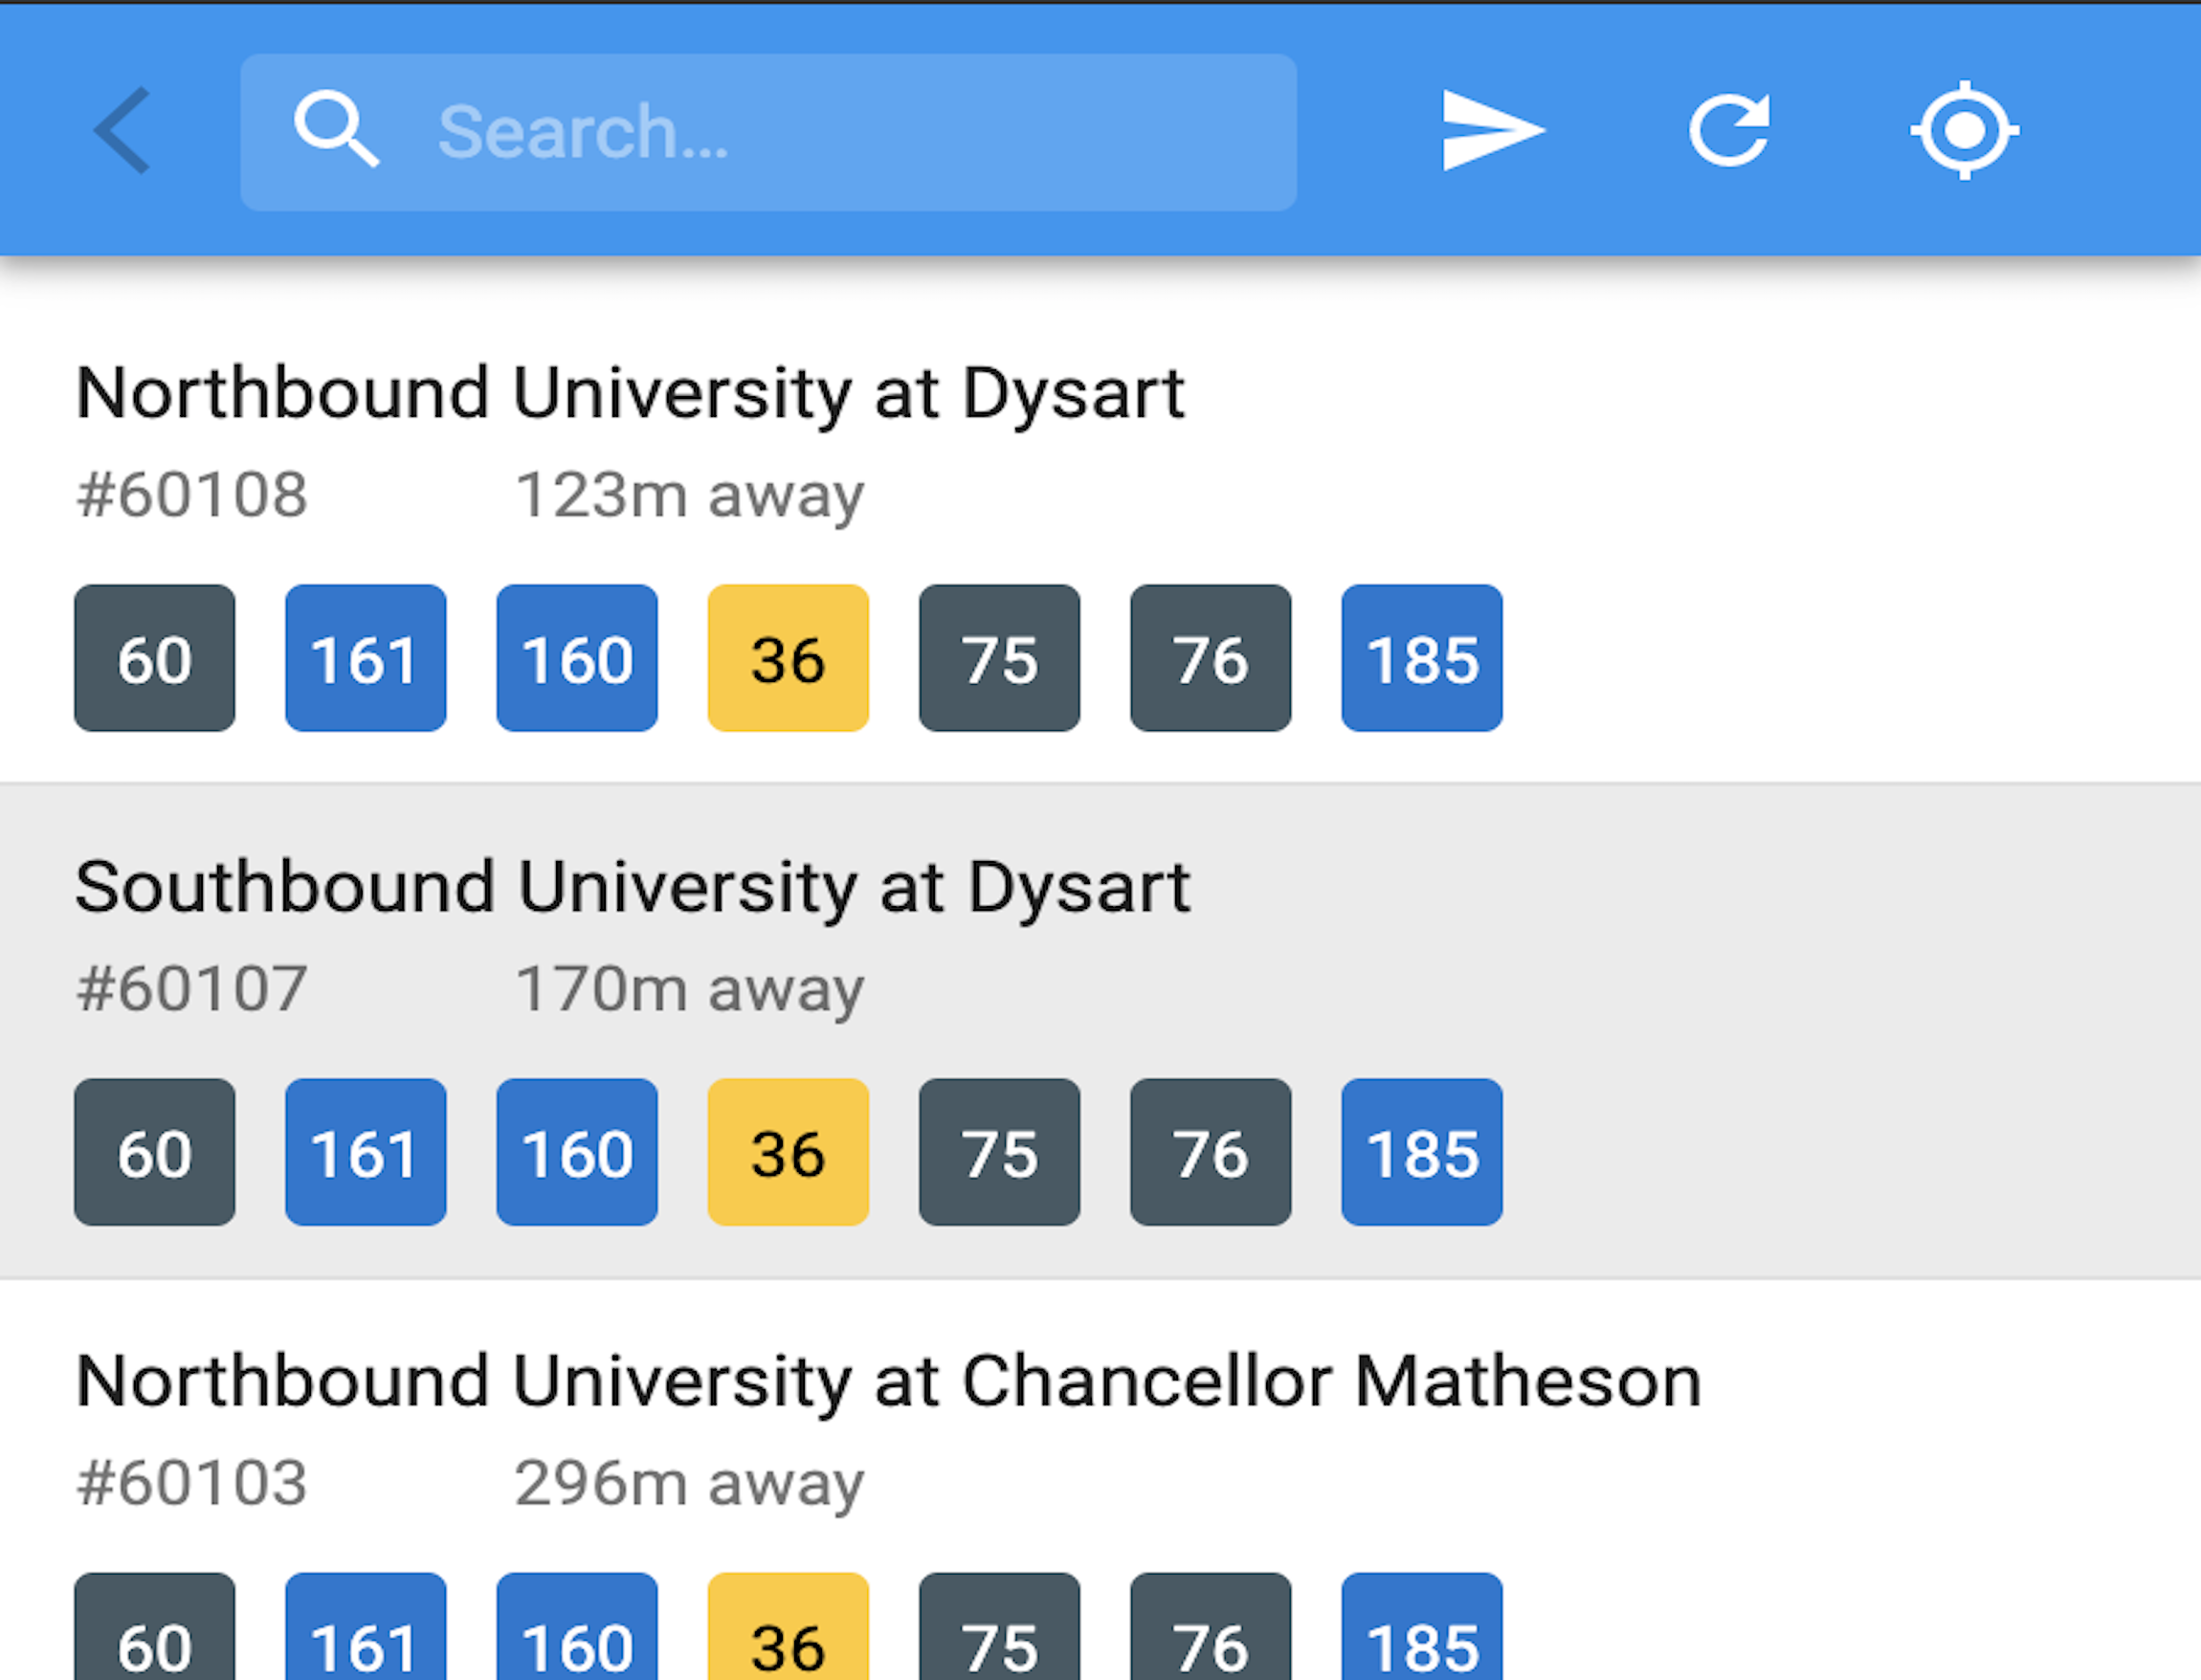 Search...
Northbound University at Dysart
#60108 123m away
60 161 160 36 75 76 185
Southbound University at Dysart
#60107 170m away
60 161 160 36 75 76 185
Northbound University at Chancellor Matheson
#60103 296m away
60 161 160 36 75 76 185